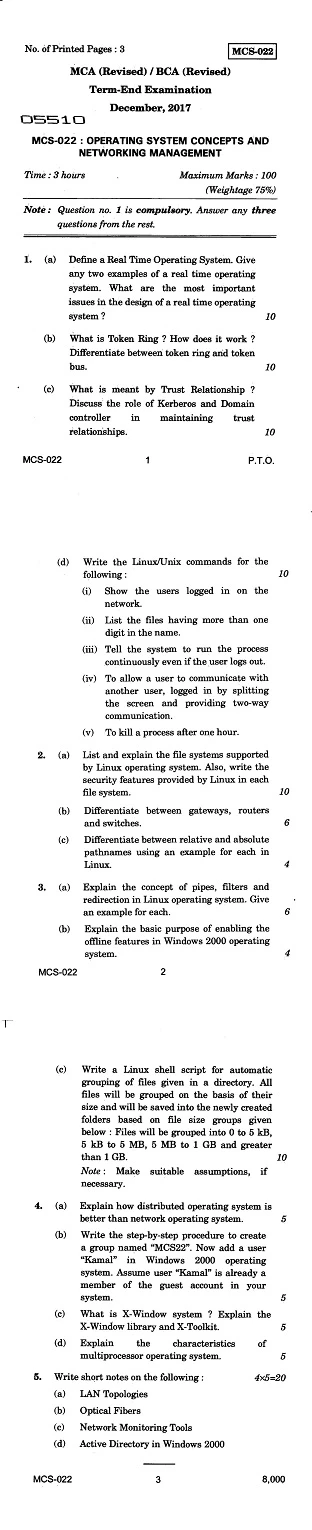 No. of Printed Pages : 3
MCS-022
MCA (Revised) / BCA (Revised)
Term-End Examination
December, 2017
05510
MCS-022 : OPERATING SYSTEM CONCEPTS AND
NETWORKING MANAGEMENT
Time : 3 hours
Maximum Marks : 100
(Weightage 75%)
Note : Question no. 1 is compulsory. Answer any three
questions from the rest.
1. (a) Define a Real Time Operating System. Give
any two examples of a real time operating
system. What are the most important
issues in the design of a real time operating
system ? 10
(b) What is Token Ring ? How does it work ?
Differentiate between token ring and token
bus. 10
(c) What is meant by Trust Relationship ?
Discuss the role of Kerberos and Domain
controller in maintaining trust
relationships. 10
MCS-022 1 P.T.O.
(d) Write the Linux/Unix commands for the
following : 10
(i) Show the users logged in on the
network.
(ii) List the files having more than one
digit in the name.
(iii) Tell the system to run the process
continuously even if the user logs out.
(iv) To allow a user to communicate with
another user, logged in by splitting
the screen and providing two-way
communication.
(v) To kill a process after one hour.
2. (a) List and explain the file systems supported
by Linux operating system. Also, write the
security features provided by Linux in each
file system. 10
(b) Differentiate between gateways, routers
and switches. 6
(c) Differentiate between relative and absolute
pathnames using an example for each in
Linux. 4
3. (a) Explain the concept of pipes, filters and
redirection in Linux operating system. Give
an example for each. 6
(b) Explain the basic purpose of enabling the
offline features in Windows 2000 operating
system. 4
MCS-022 2
(c) Write a Linux shell script for automatic
grouping of files given in a directory. All
files will be grouped on the basis of their
size and will be saved into the newly created
folders based on file size groups given
below : Files will be grouped into 0 to 5 kB,
5 kB to 5 MB, 5 MB to 1 GB and greater
than 1 GB. 10
Note : Make suitable assumptions, if
necessary.
4. (a) Explain how distributed operating system is
better than network operating system. 5
(b) Write the step-by-step procedure to create
a group named “MCS22”. Now add a user
“Kamal” in Windows 2000 operating
system. Assume user “Kamal” is already a
member of the guest account in your
system. 5
(c) What is X-Window system ? Explain the
X-Window library and X-Toolkit. 5
(d) Explain the characteristics of
multiprocessor operating system. 5
5. Write short notes on the following : 4×5=20
(a) LAN Topologies
(b) Optical Fibers
(c) Network Monitoring Tools
(d) Active Directory in Windows 2000
MCS-022 3 8,000